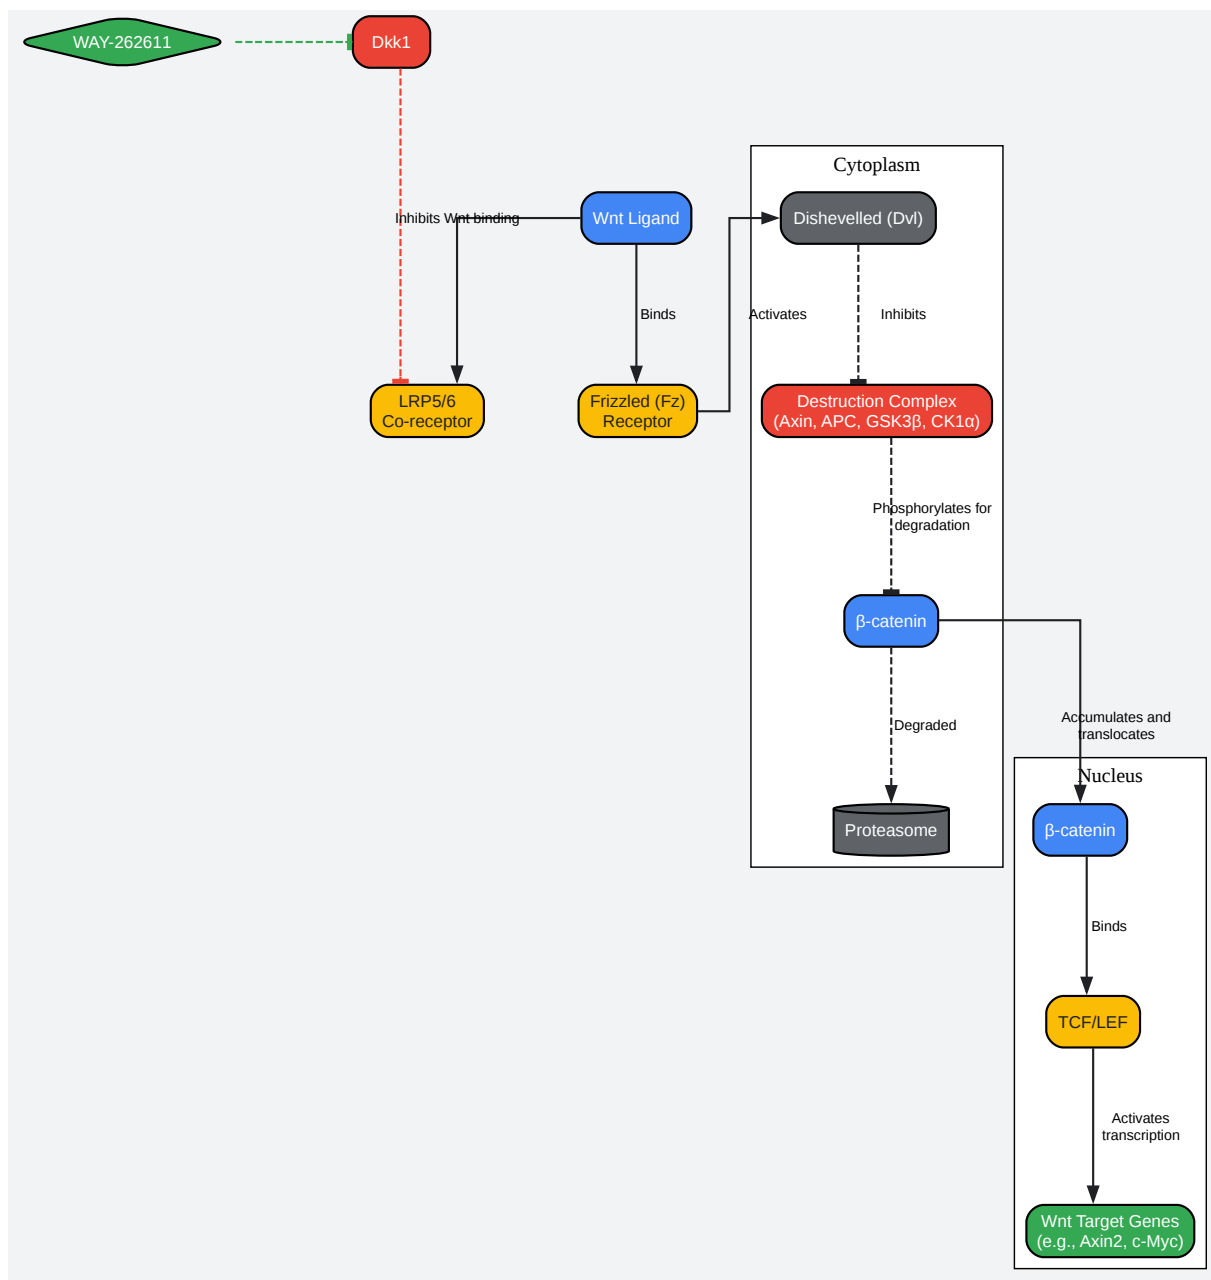 WAY-262611
Dkk1
Cytoplasm
Inhibits Wnt binding
Wnt Ligand
Dishevelled (Dvl)
Binds
Activates
Inhibits
LRP5/6
Co-receptor
Frizzled (Fz)
Receptor
Destruction Complex
(Axin, APC, GSK3β, CK1α)
Phosphorylates for
degradation
β-catenin
Accumulates and
translocates
Degraded
Nucleus
Proteasome
β-catenin
Binds
TCF/LEF
Activates
transcription
Wnt Target Genes
(e.g., Axin2, c-Myc)